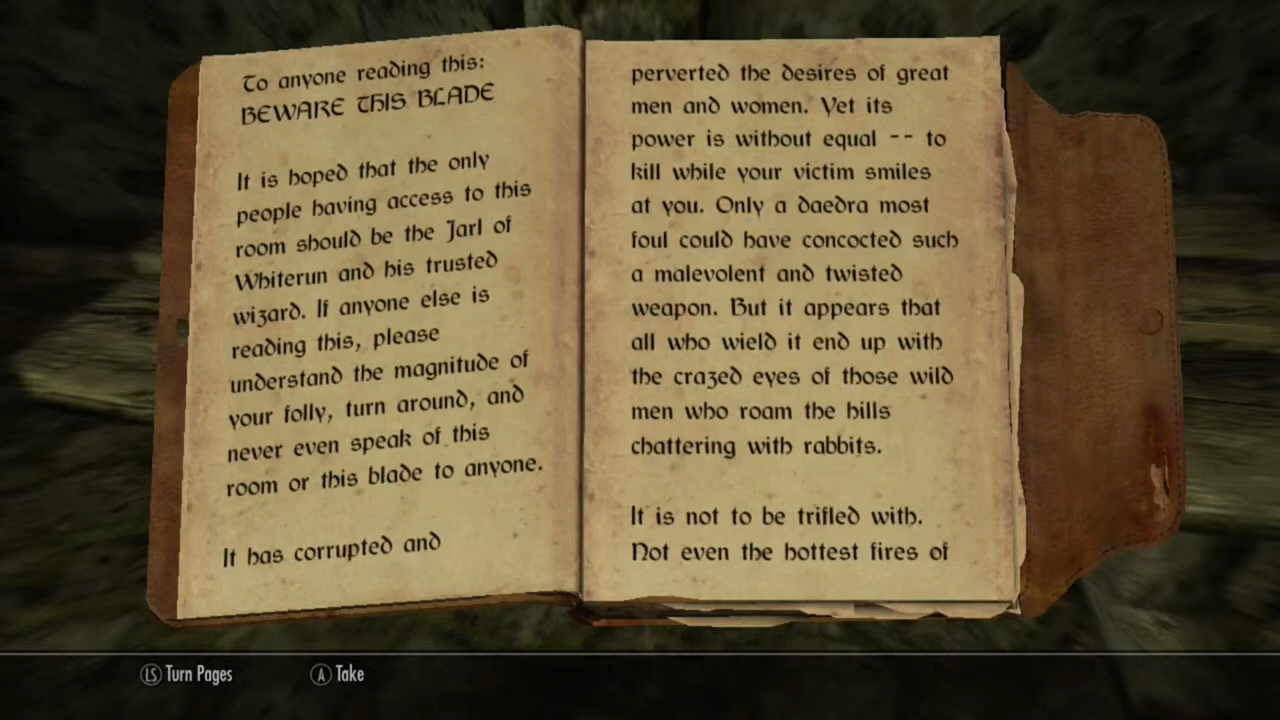 To anyone reading this:
BEWARE THIS BLADE
It is hoped that the only
people having access to this
room should be the Jarl of
Whiterun and his trusted
wizard. If anyone else is
reading this, please
understand the magnitude of
your folly, turn around, and
never even speak of this
room or this blade to anyone.
It has corrupted and
perverted the desires of great
men and women. Yet its
power is without equal -- to
kill while your victim smiles
at you. Only a daedra most
foul could have concocted such
a malevolent and twisted
weapon. But it appears that
all who wield it end up with
the crazed eyes of those wild
men who roam the hills
chattering with rabbits.
It is not to be trifled with.
Not even the hottest fires of
LS Turn Pages
A Take